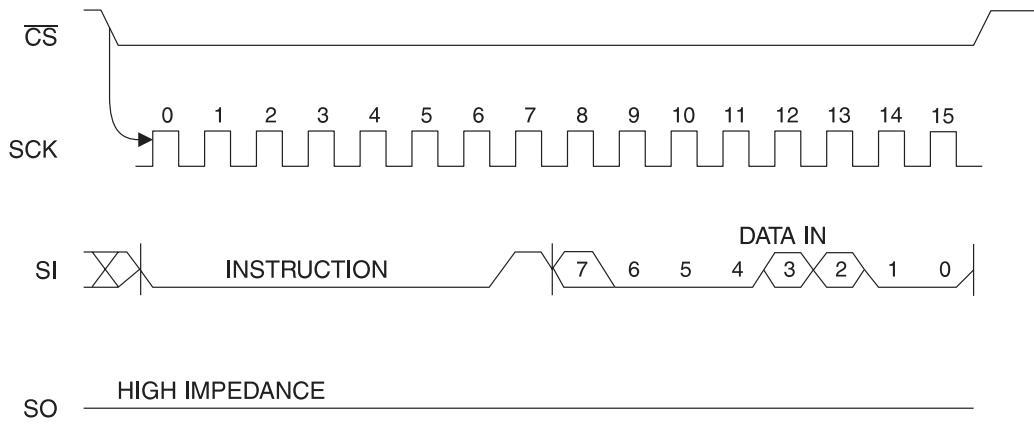 C̅S̅
0 1 2 3 4 5 6 7 8 9 10 11 12 13 14 15
SCK
DATA IN
SI INSTRUCTION 7 6 5 4 3 2 1 0
HIGH IMPEDANCE
SO